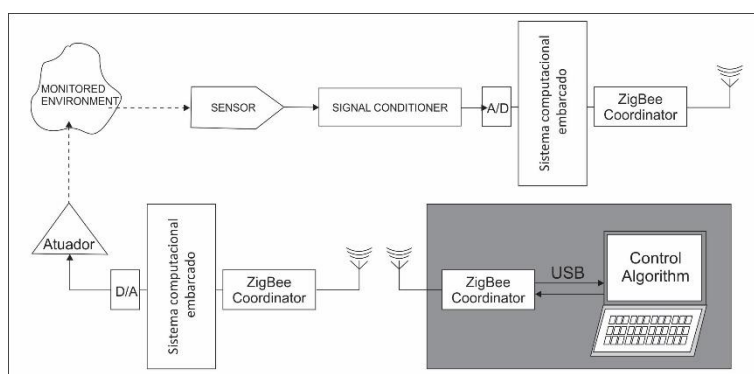 MONITORED
ENVIRONMENT
SENSOR
SIGNAL CONDITIONER
A/D
Sistema computacional
embarcado
ZigBee
Coordinator
Atuador
D/A
Sistema computacional
embarcado
ZigBee
Coordinator
ZigBee
Coordinator
USB
Control
Algorithm